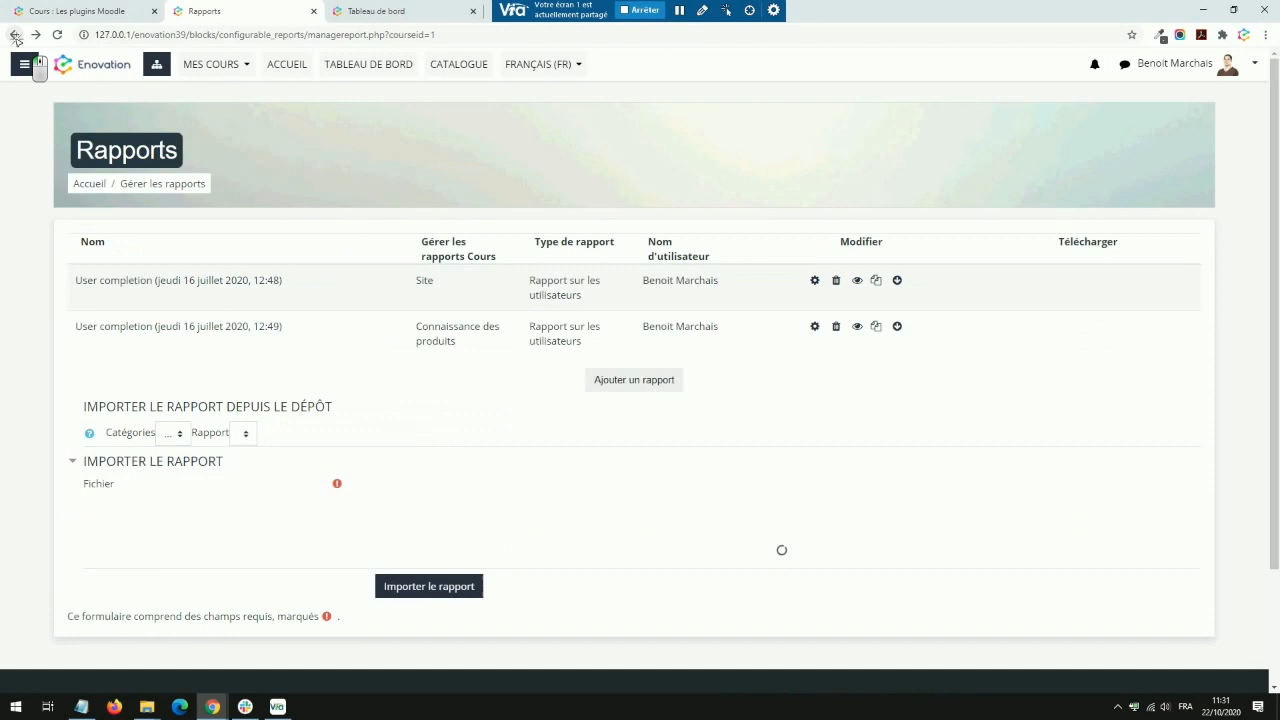 Cours : Les plugins Moodle
Rapports
Tableau de bord
Via
Votre écran 1 est
actuellement partagé
Arrêter
127.0.0.1/enovation39/blocks/configurable_reports/managereport.php?courseid=1
Enovation
MES COURS
ACCUEIL
TABLEAU DE BORD
CATALOGUE
FRANÇAIS (FR)
Benoit Marchais
Rapports
Accueil / Gérer les rapports
Nom
Gérer les
rapports Cours
Type de rapport
Nom
d'utilisateur
Modifier
Télécharger
User completion (jeudi 16 juillet 2020, 12:48)
Site
Rapport sur les
utilisateurs
Benoit Marchais
User completion (jeudi 16 juillet 2020, 12:49)
Connaissance des
produits
Rapport sur les
utilisateurs
Benoit Marchais
Ajouter un rapport
IMPORTER LE RAPPORT DEPUIS LE DÉPÔT
Catégories ... Rapport
IMPORTER LE RAPPORT
Fichier
Importer le rapport
Ce formulaire comprend des champs requis, marqués .
Via
FRA
11:31
22/10/2020